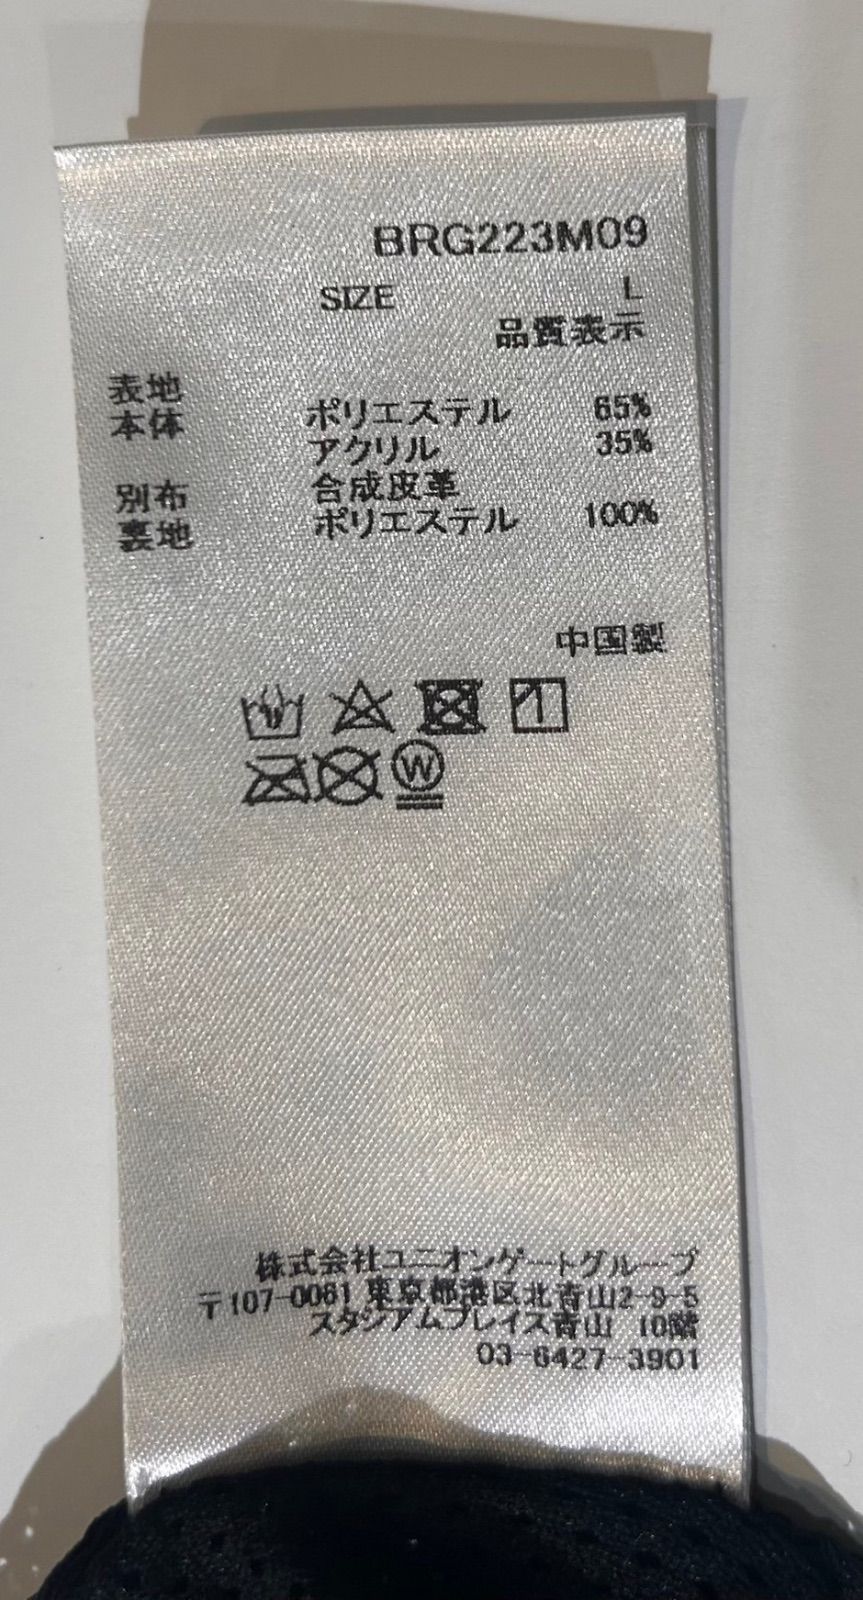 BRG223M09
SIZE L
品質表示
表地
本体 ポリエステル 65%
アクリル 35%
別布 合成皮革
裏地 ポリエステル 100%
中国製
W
株式会社ユニオンゲートグループ
〒107-0061 東京都港区北青山2-9-5
スタジアムプレイス青山 10階
03-6427-3901